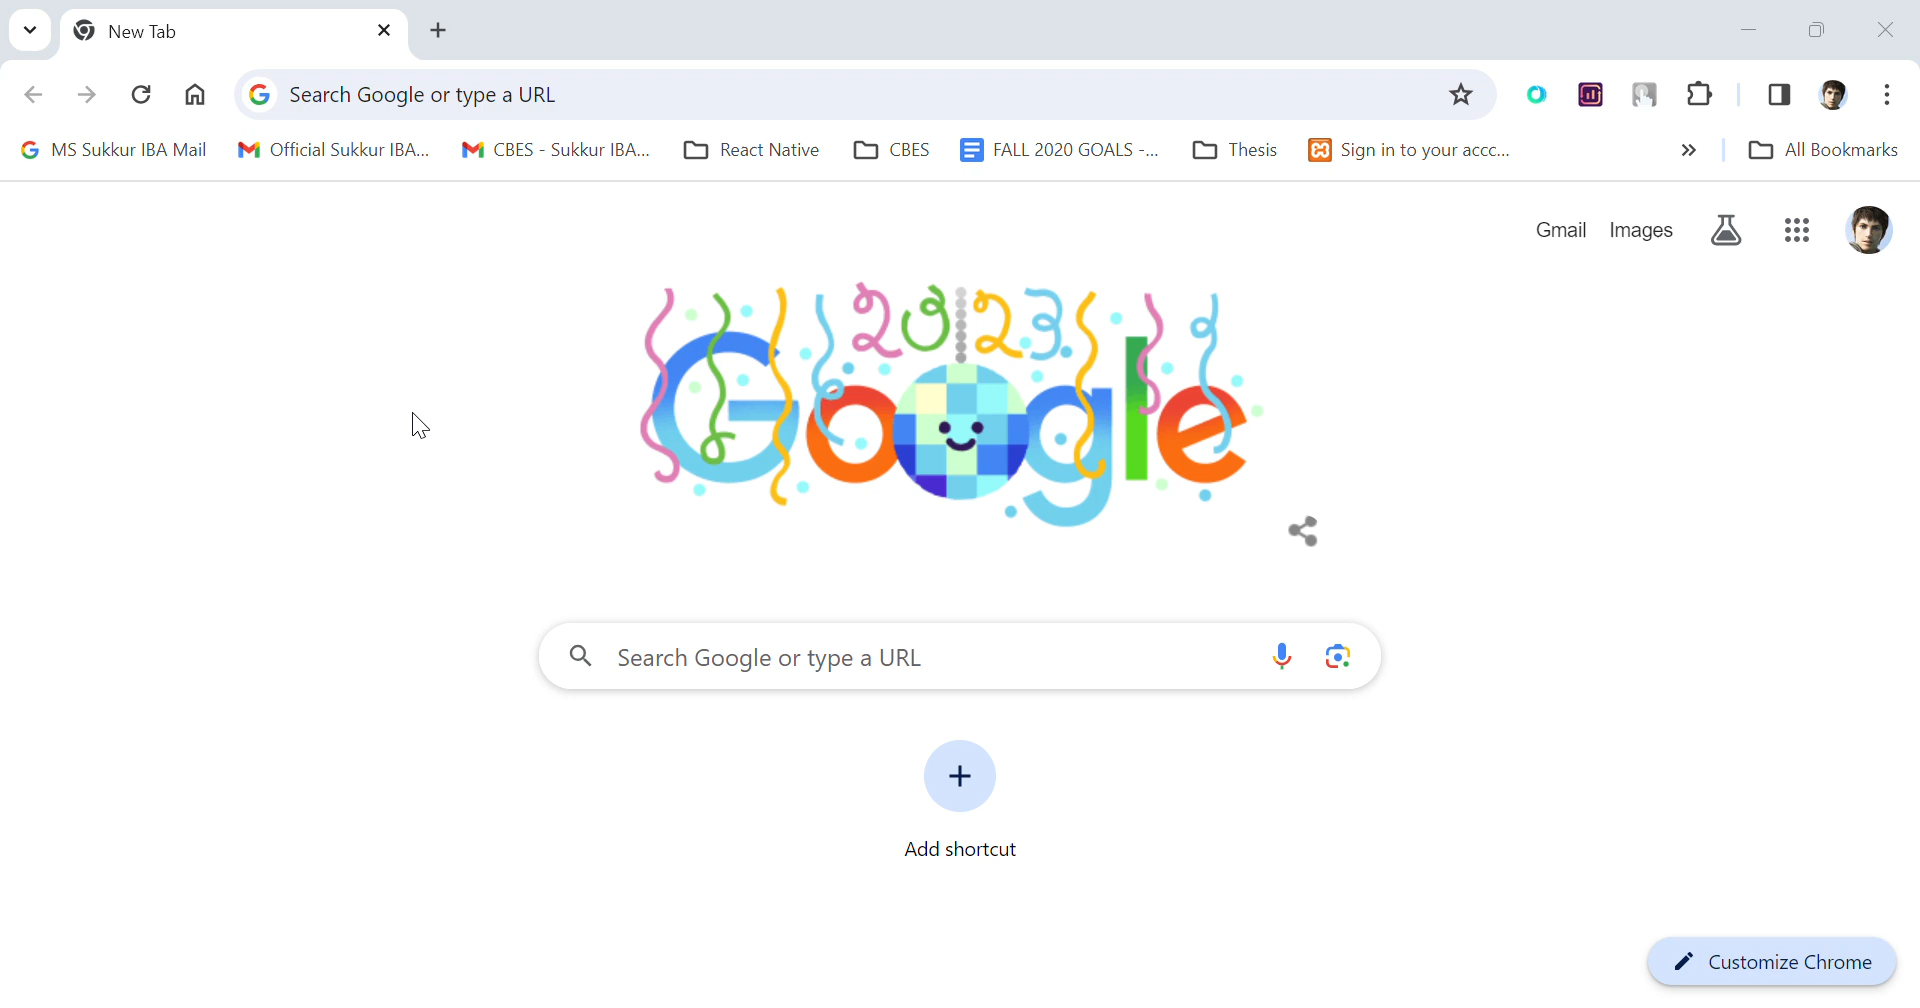 New Tab
Search Google or type a URL
MS Sukkur IBA Mail
Official Sukkur IBA...
CBES - Sukkur IBA...
React Native
CBES
FALL 2020 GOALS -...
Thesis
Sign in to your accc...
All Bookmarks
Gmail
Images
2023
Google
Search Google or type a URL
Add shortcut
Customize Chrome